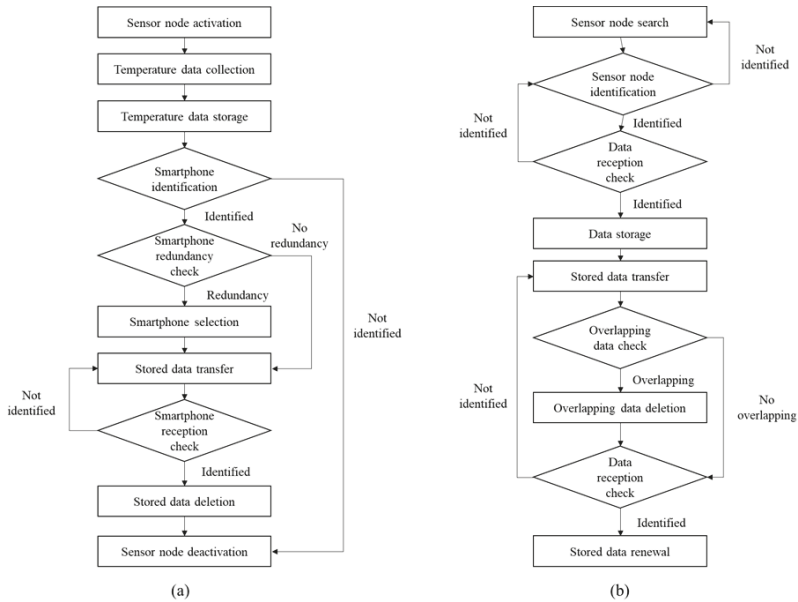 Sensor node activation
Temperature data collection
Temperature data storage
Smartphone
identification
Identified
No
redundancy
Smartphone
redundancy
check
Redundancy
Smartphone selection
Not
identified
Stored data transfer
Not
identified
Smartphone
reception
check
Identified
Stored data deletion
Sensor node deactivation
(a)
Sensor node search
Not
identified
Sensor node
identification
Not
identified
Identified
Data
reception
check
Identified
Data storage
Stored data transfer
Overlapping
data check
Not
identified
Overlapping
No
overlapping
Overlapping data deletion
Data
reception
check
Identified
Stored data renewal
(b)